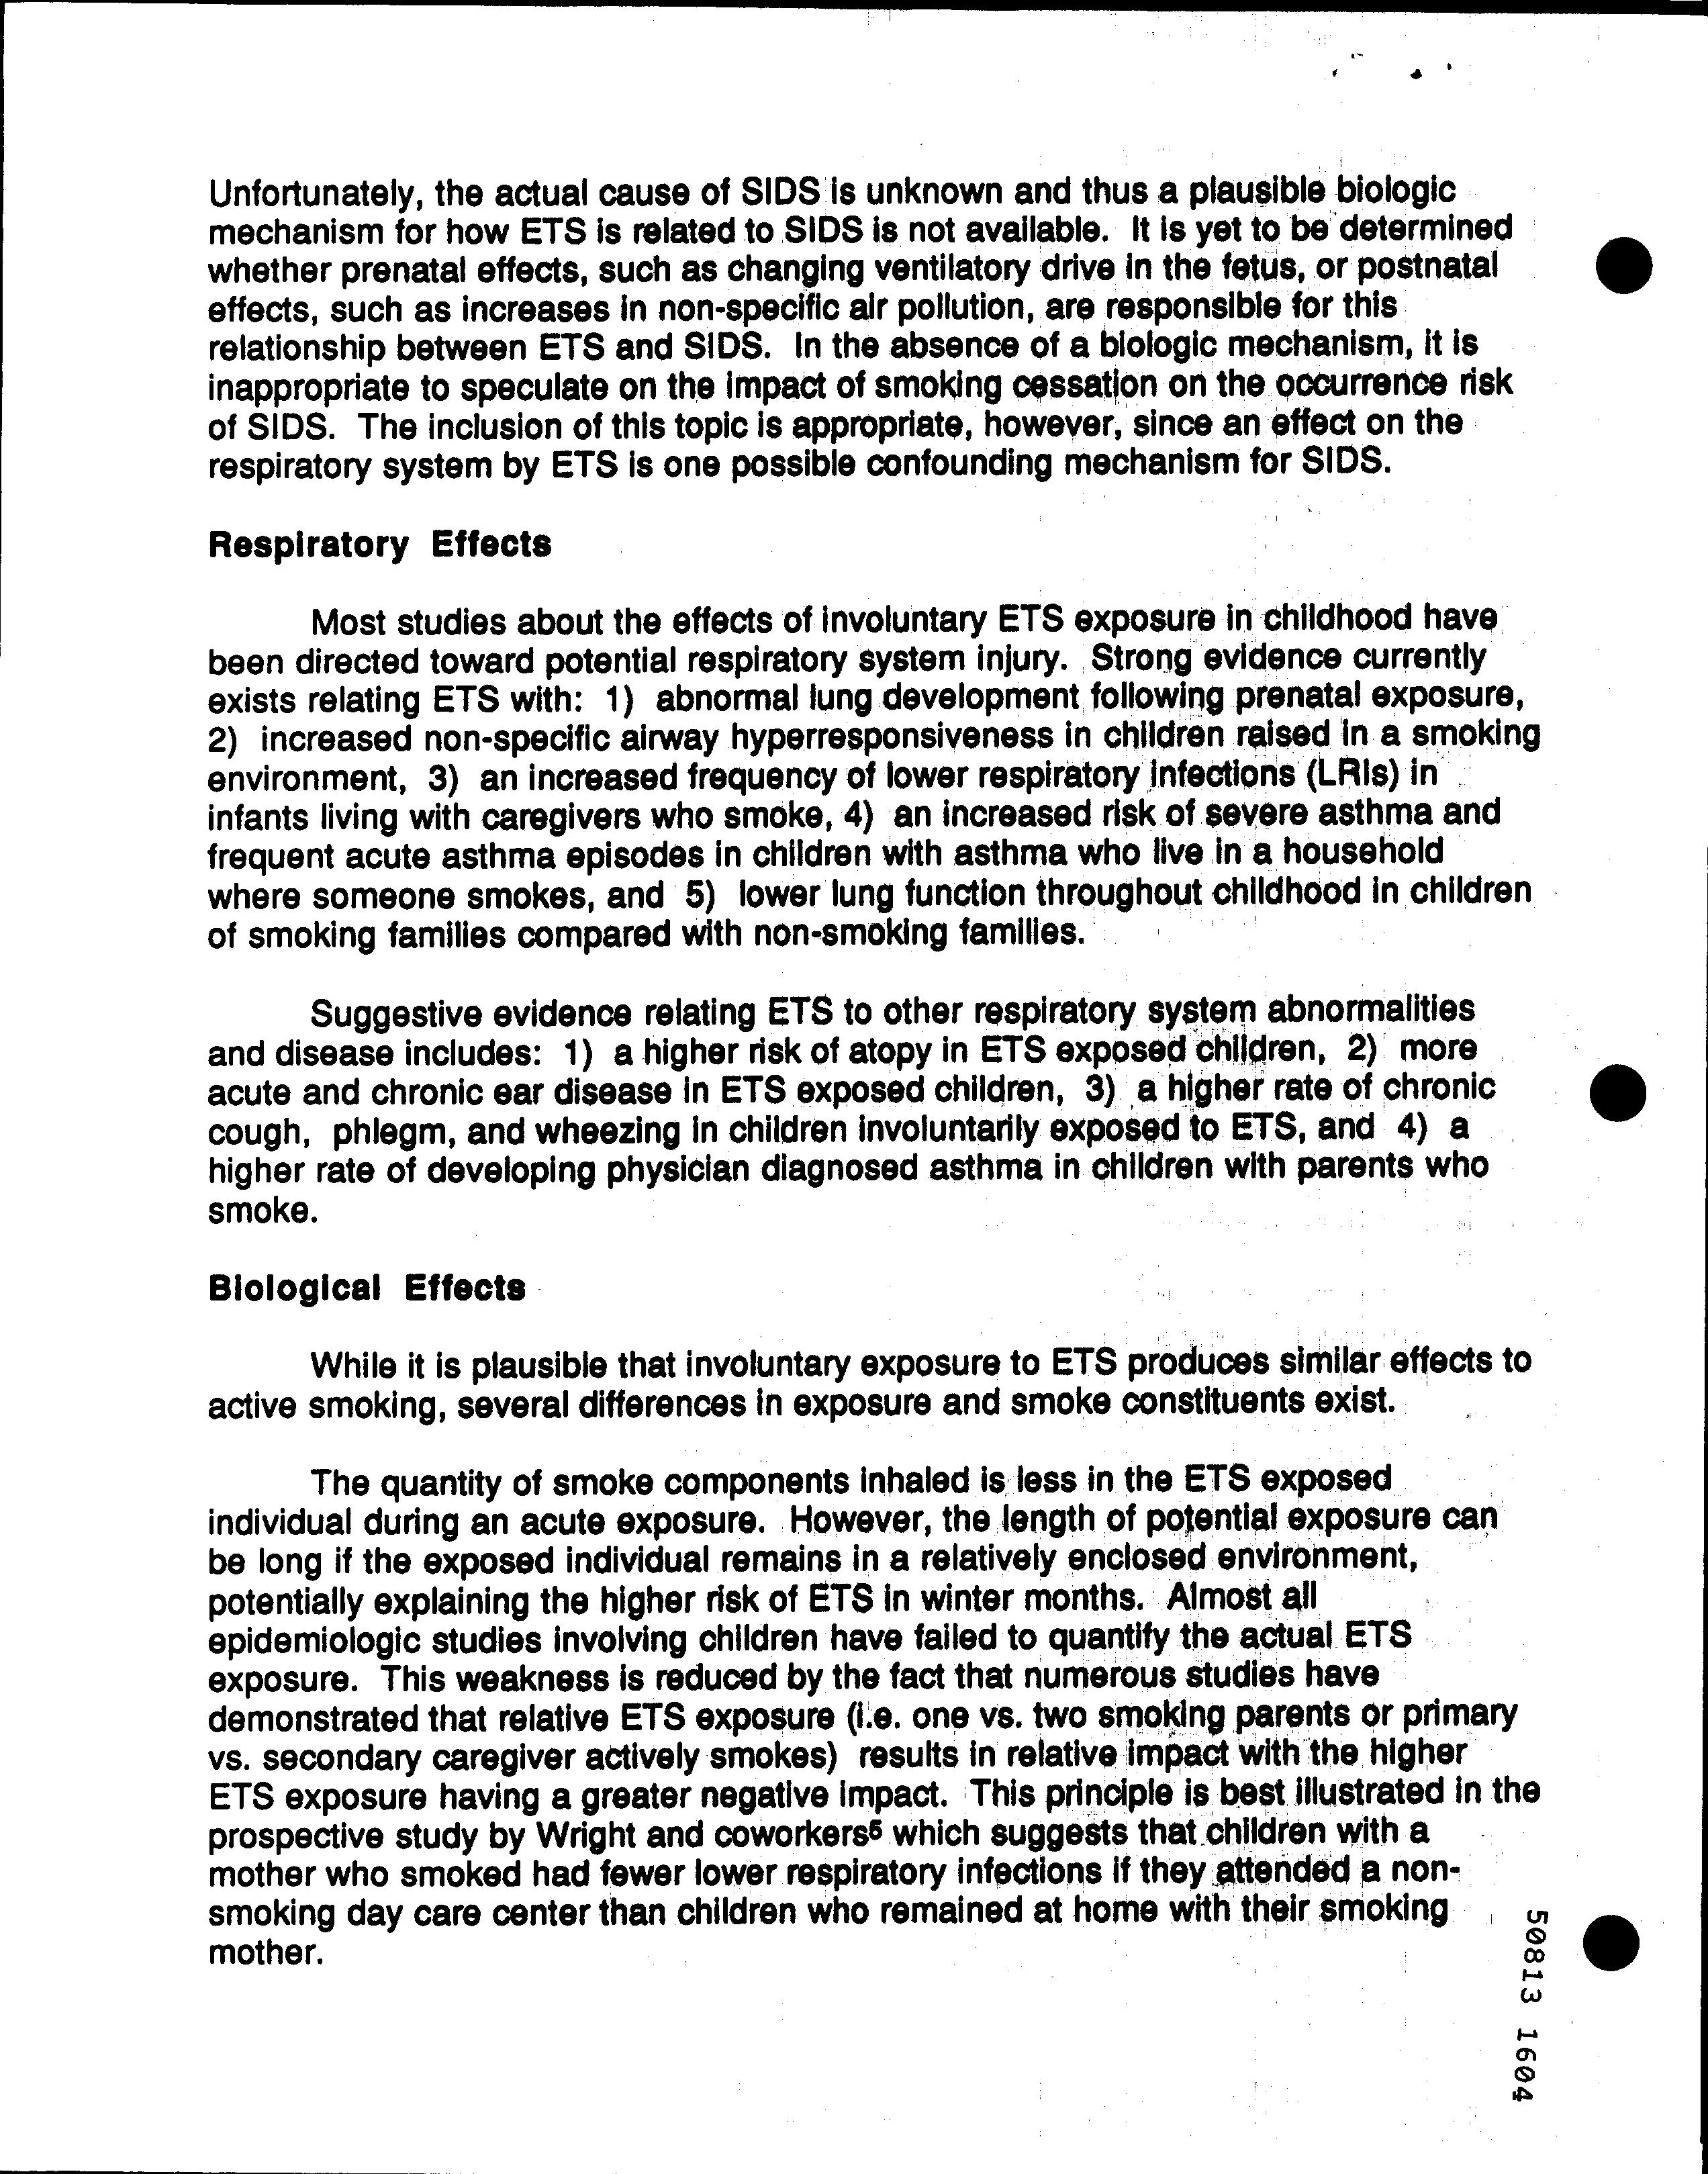 Unfortunately, the actual cause of SIDS is unknown and thus a plausible biologic
mechanism for how ETS is related to SIDS is not available. It is yet to be determined
whether prenatal effects, such as changing ventilatory drive in the fetus, or postnatal
effects, such as increases in non-specific air pollution, are responsible for this
relationship between ETS and SIDS. In the absence of a biologic mechanism, it is
inappropriate to speculate on the impact of smoking cessation on the occurrence risk
of SIDS. The inclusion of this topic is appropriate, however, since an effect on the
respiratory system by ETS is one possible confounding mechanism for SIDS.
Respiratory Effects
Most studies about the effects of involuntary ETS exposure in childhood have
been directed toward potential respiratory system injury. Strong evidence currently
exists relating ETS with: 1) abnormal lung development following prenatal exposure,
2) increased non-specific airway hyperresponsiveness in children raised in a smoking
environment, 3) an increased frequency of lower respiratory infections (LRIs) in
infants living with caregivers who smoke, 4) an increased risk of severe asthma and
frequent acute asthma episodes in children with asthma who live in a household
where someone smokes, and 5) lower lung function throughout childhood in children
of smoking families compared with non-smoking families.
Suggestive evidence relating ETS to other respiratory system abnormalities
and disease includes: 1) a higher risk of atopy in ETS exposed children, 2) more
acute and chronic ear disease in ETS exposed children, 3) a higher rate of chronic
cough, phlegm, and wheezing in children involuntarily exposed to ETS, and 4) a
higher rate of developing physician diagnosed asthma in children with parents who
smoke.
Biological Effects
While it is plausible that involuntary exposure to ETS produces similar effects to
active smoking, several differences in exposure and smoke constituents exist.
The quantity of smoke components inhaled is less in the ETS exposed
individual during an acute exposure. However, the length of potential exposure can
be long if the exposed individual remains in a relatively enclosed environment,
potentially explaining the higher risk of ETS in winter months. Almost all
epidemiologic studies involving children have failed to quantify the actual ETS
exposure. This weakness is reduced by the fact that numerous studies have
demonstrated that relative ETS exposure (i.e. one vs. two smoking parents or primary
vs. secondary caregiver actively smokes) results in relative impact with the higher
ETS exposure having a greater negative impact. This principle is best illustrated in the
prospective study by Wright and coworkers⁵ which suggests that children with a
mother who smoked had fewer lower respiratory infections if they attended a non-
smoking day care center than children who remained at home with their smoking
mother.
50813 1604